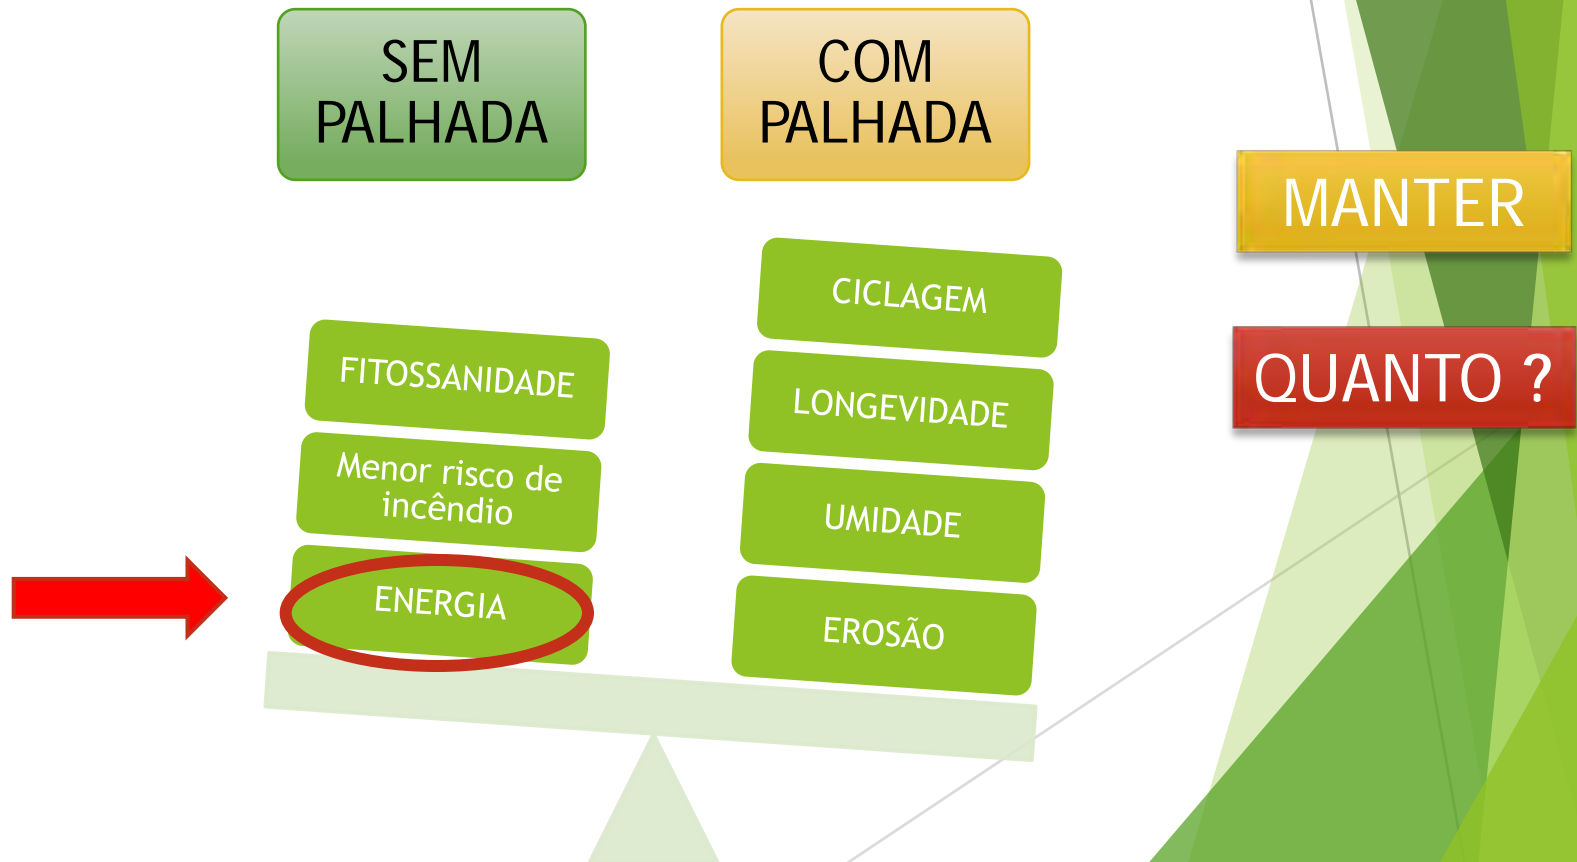 SEM
PALHADA
COM
PALHADA
MANTER
QUANTO ?
FITOSSANIDADE
Menor risco de
incêndio
ENERGIA
CICLAGEM
LONGEVIDADE
UMIDADE
EROSÃO